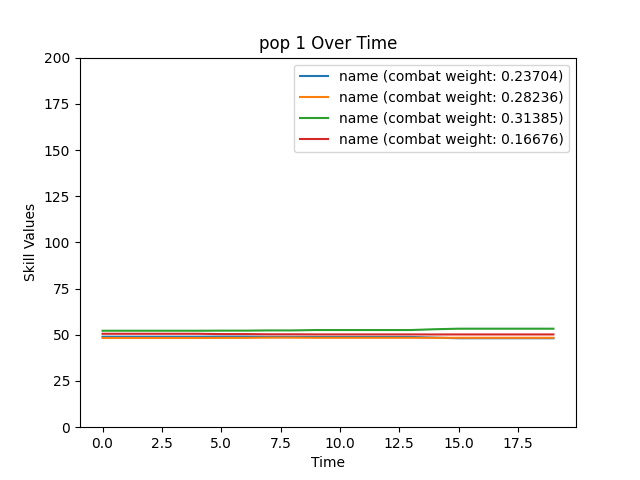 pop 1 Over Time
name (combat weight: 0.23704)
name (combat weight: 0.28236)
name (combat weight: 0.31385)
name (combat weight: 0.16676)
Skill Values
200
175
150
125
100
75
50
25
0
0.0 2.5 5.0 7.5 10.0 12.5 15.0 17.5
Time